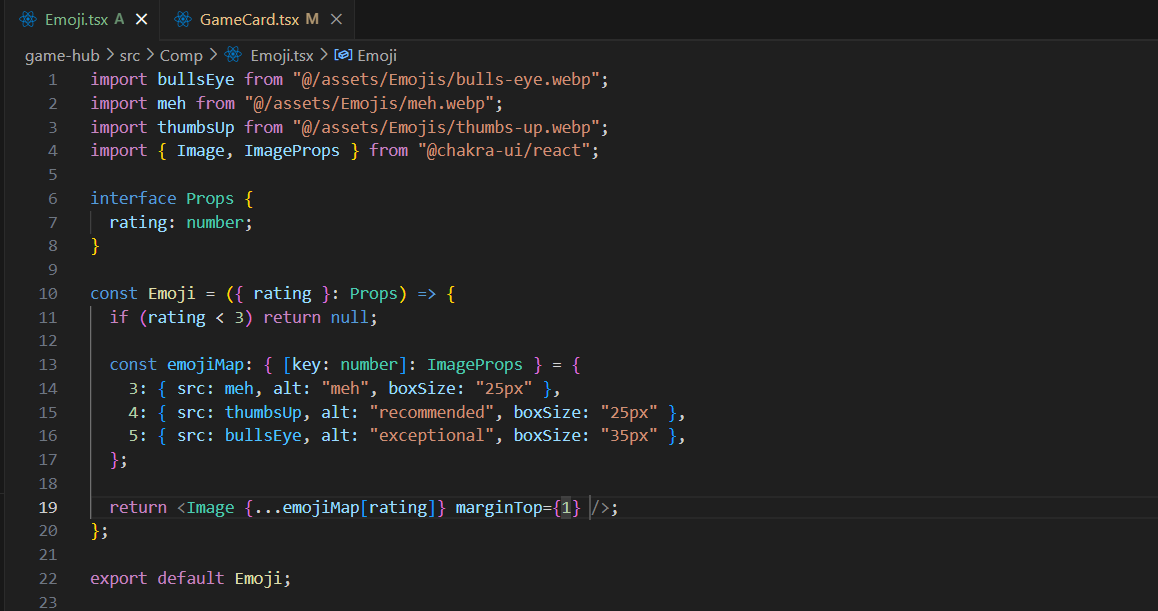 Emoji.tsx A × GameCard.tsx M ×
game-hub > src > Comp > Emoji.tsx > Emoji
1 import bullsEye from "@/assets/Emojis/bulls-eye.webp";
2 import meh from "@/assets/Emojis/meh.webp";
3 import thumbsUp from "@/assets/Emojis/thumbs-up.webp";
4 import { Image, ImageProps } from "@chakra-ui/react";
5
6 interface Props {
7   rating: number;
8 }
9
10 const Emoji = ({ rating }: Props) => {
11   if (rating < 3) return null;
12
13   const emojiMap: { [key: number]: ImageProps } = {
14     3: { src: meh, alt: "meh", boxSize: "25px" },
15     4: { src: thumbsUp, alt: "recommended", boxSize: "25px" },
16     5: { src: bullsEye, alt: "exceptional", boxSize: "35px" },
17   };
18
19   return <Image {...emojiMap[rating]} marginTop={1} />;
20 };
21
22 export default Emoji;
23